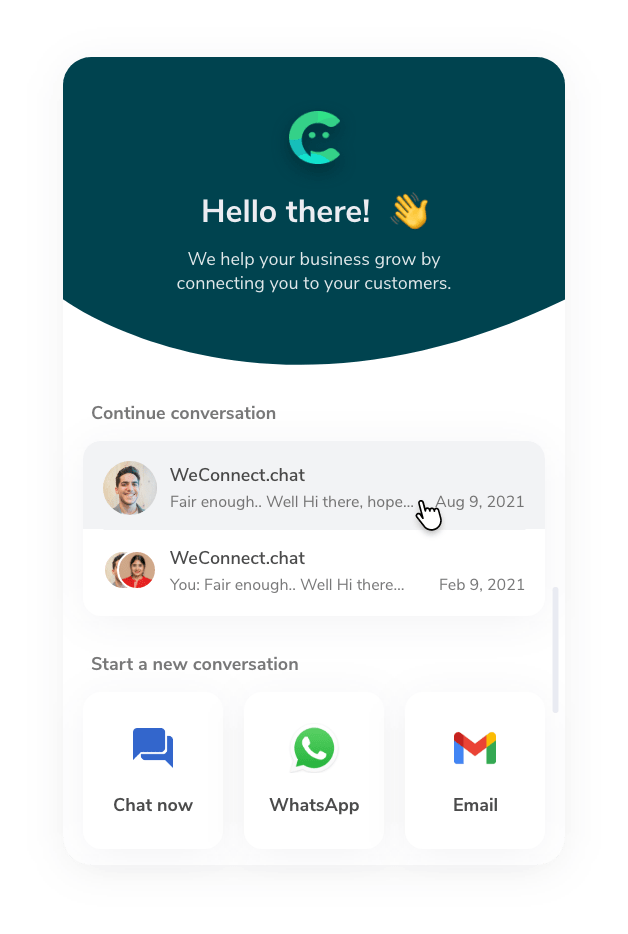 Hello there! 👋
We help your business grow by
connecting you to your customers.
Continue conversation
WeConnect.chat
Fair enough.. Well Hi there, hope... Aug 9, 2021
WeConnect.chat
You: Fair enough.. Well Hi there... Feb 9, 2021
Start a new conversation
Chat now WhatsApp Email